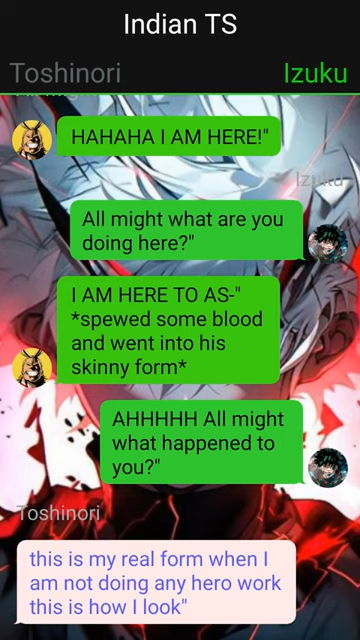 Indian TS
Toshinori
Izuku
HAHAHA I AM HERE!"
Izuku
All might what are you
doing here?"
I AM HERE TO AS-"
*spewed some blood
and went into his
skinny form*
AHHHHH All might
what happened to
you?"
Toshinori
this is my real form when I
am not doing any hero work
this is how I look"